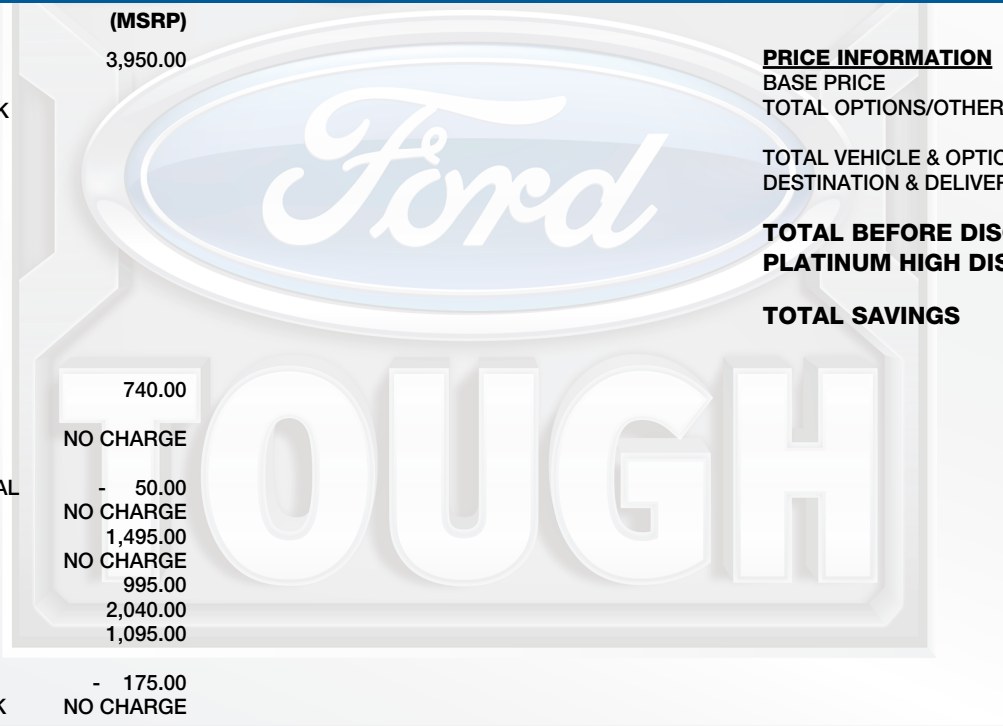 (MSRP)
3,950.00
K
740.00
NO CHARGE
AL - 50.00
NO CHARGE
1,495.00
NO CHARGE
995.00
2,040.00
1,095.00
- 175.00
K NO CHARGE
PRICE INFORMATION
BASE PRICE
TOTAL OPTIONS/OTHER
TOTAL VEHICLE & OPTIO
DESTINATION & DELIVER
TOTAL BEFORE DIS
PLATINUM HIGH DIS
TOTAL SAVINGS
Ford
TOUGH